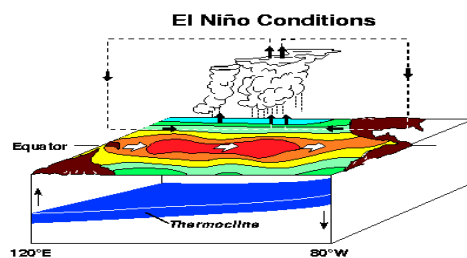 El Niño Conditions
Equator
Thermocline
120°E
80°W